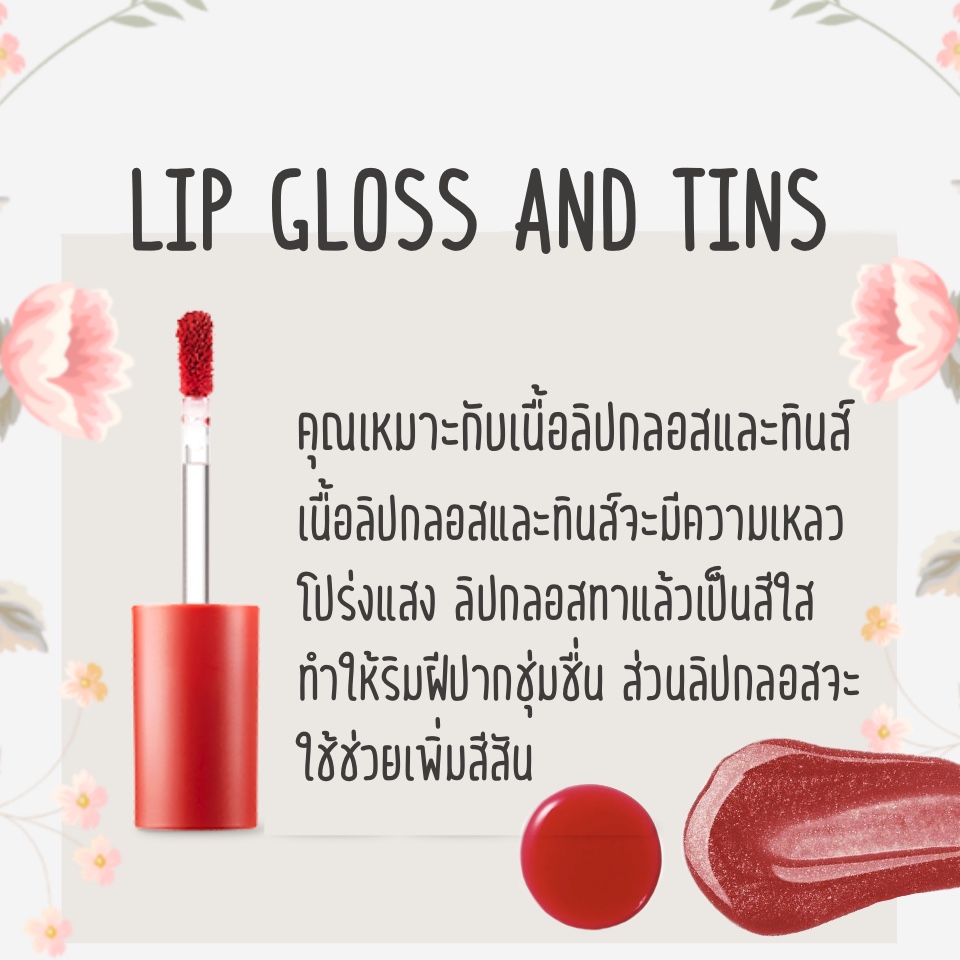 LIP GLOSS AND TINS
คุณเหมาะกับเนื้อลิปกลอสและทินส์
เนื้อลิปกลอสและทินส์จะมีความเหลว
โปร่งแสง ลิปกลอสทาแล้วเป็นสีใส
ทำให้ริมฝีปากชุ่มชื่น ส่วนลิปกลอสจะ
ใช้ช่วยเพิ่มสีสัน